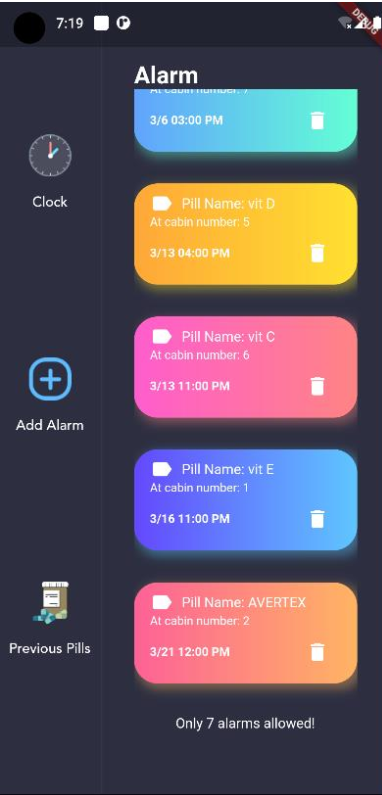 7:19
DEBUG
Alarm
At cabin number: 7
3/6 03:00 PM
Clock
Pill Name: vit D
At cabin number: 5
3/13 04:00 PM
Pill Name: vit C
At cabin number: 6
3/13 11:00 PM
Add Alarm
Pill Name: vit E
At cabin number: 1
3/16 11:00 PM
Pill Name: AVERTEX
At cabin number: 2
3/21 12:00 PM
Previous Pills
Only 7 alarms allowed!